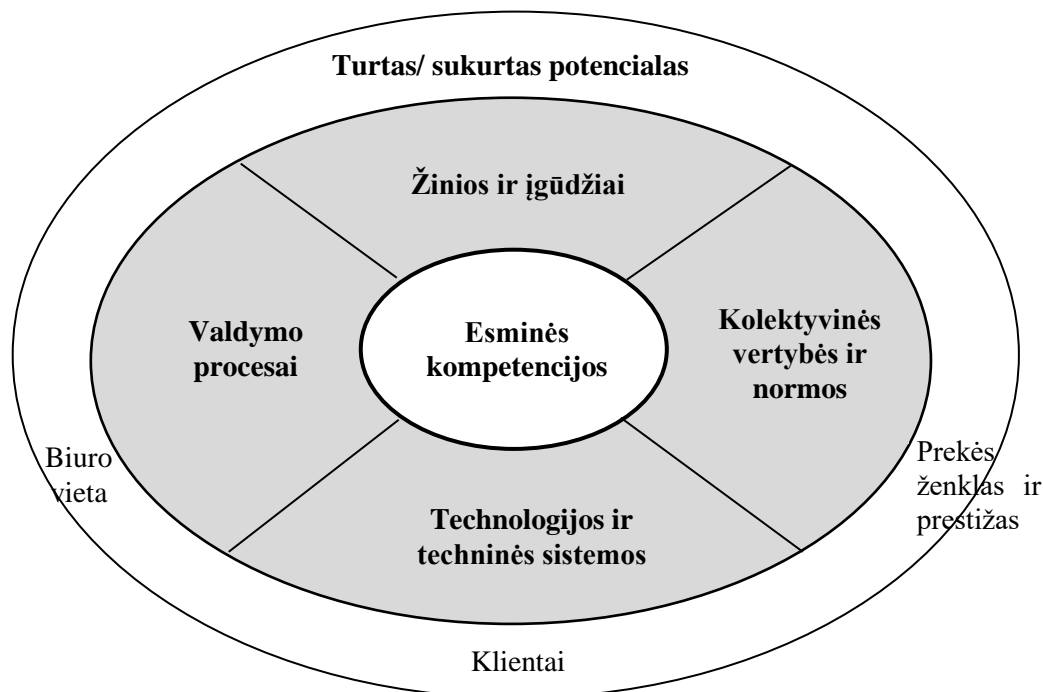 Turtas/ sukurtas potencialas
Žinios ir įgūdžiai
Valdymo
procesai
Esminės
kompetencijos
Kolektyvinės
vertybės ir
normos
Biuro
vieta
Prekės
ženklas ir
prestižas
Technologijos ir
techninės sistemos
Klientai